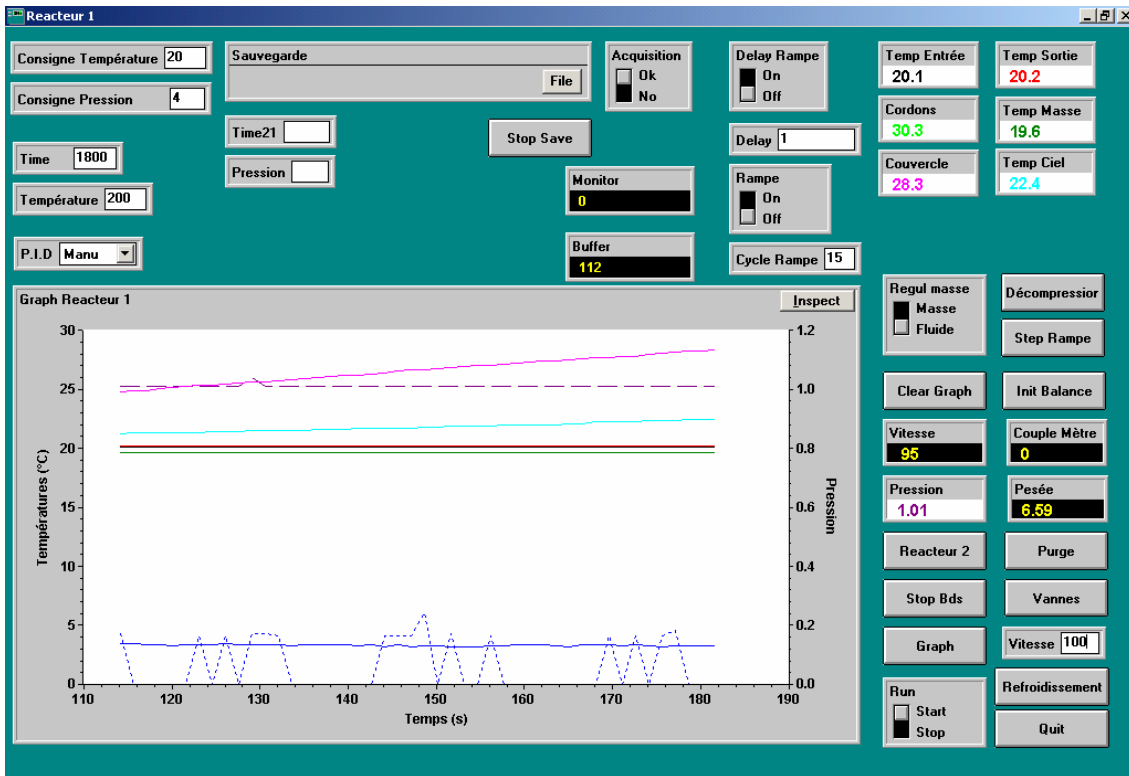 Reacteur 1
Consigne Température 20
Consigne Pression 4
Time 1800
Température 200
P.I.D Manu
Sauvegarde
File
Time21
Pression
Stop Save
Acquisition
Ok
No
Monitor
0
Buffer
112
Delay Rampe
On
Off
Delay 1
Rampe
On
Off
Cycle Rampe 15
Temp Entrée
20.1
Temp Sortie
20.2
Cordons
30.3
Temp Masse
19.6
Couvercle
28.3
Temp Ciel
22.4
Graph Reacteur 1
Inspect
30
25
20
15
10
5
0
Températures (°C)
110 120 130 140 150 160 170 180 190
Temps (s)
1.2
1.0
0.8
0.6
0.4
0.2
0.0
Pression
Regul masse
Masse
Fluide
Décompression
Step Rampe
Clear Graph
Init Balance
Vitesse
95
Couple Mètre
0
Pression
1.01
Pesée
6.59
Reacteur 2
Purge
Stop Bds
Vannes
Graph
Vitesse 100
Run
Start
Stop
Refroidissement
Quit